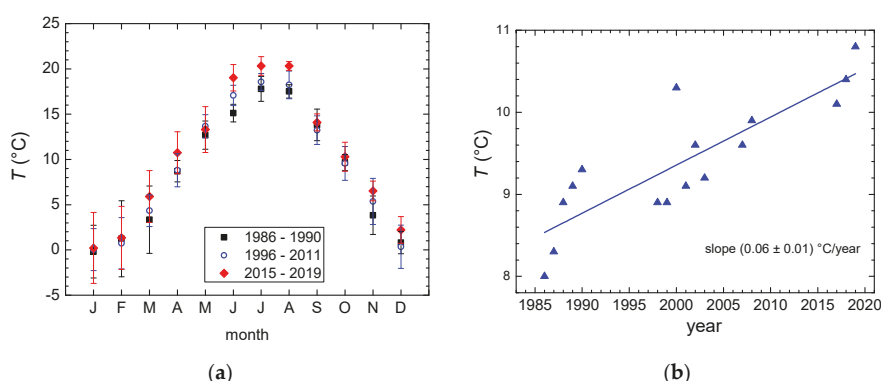 25
20
15
10
5
0
-5
T (°C)
J F M A M J J A S O N D
month
1986 - 1990
1996 - 2011
2015 - 2019
(a)
11
10
9
8
T (°C)
slope (0.06 ± 0.01) °C/year
1985 1990 1995 2000 2005 2010 2015 2020
year
(b)